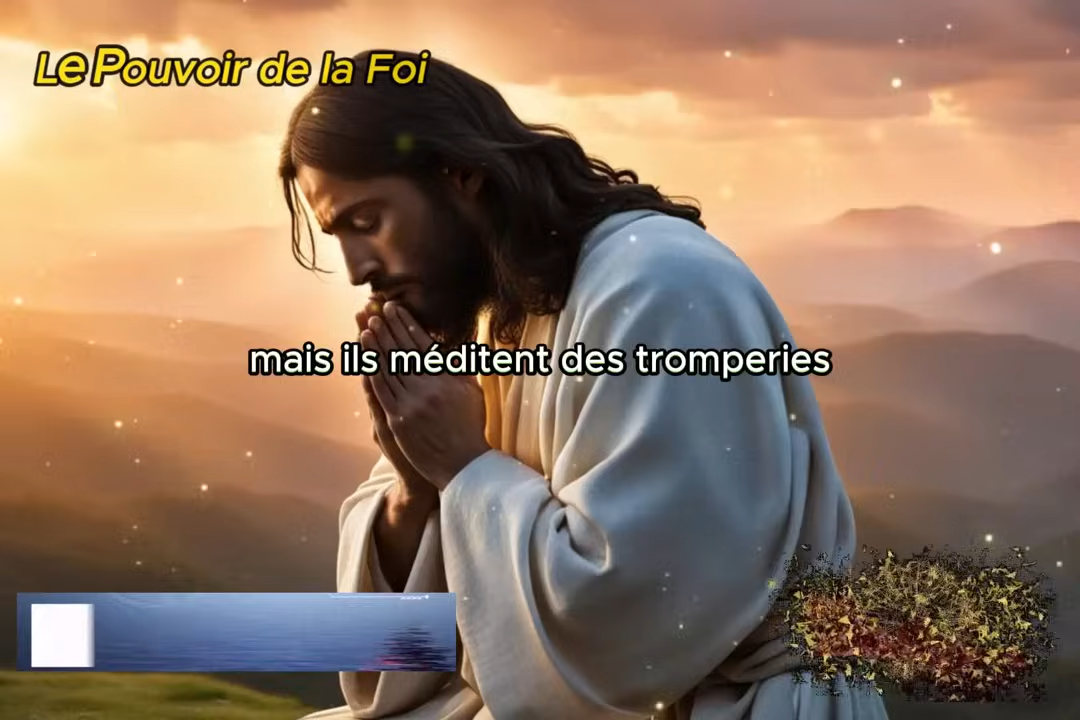 Le Pouvoir de la Foi
mais ils méditent des tromperies